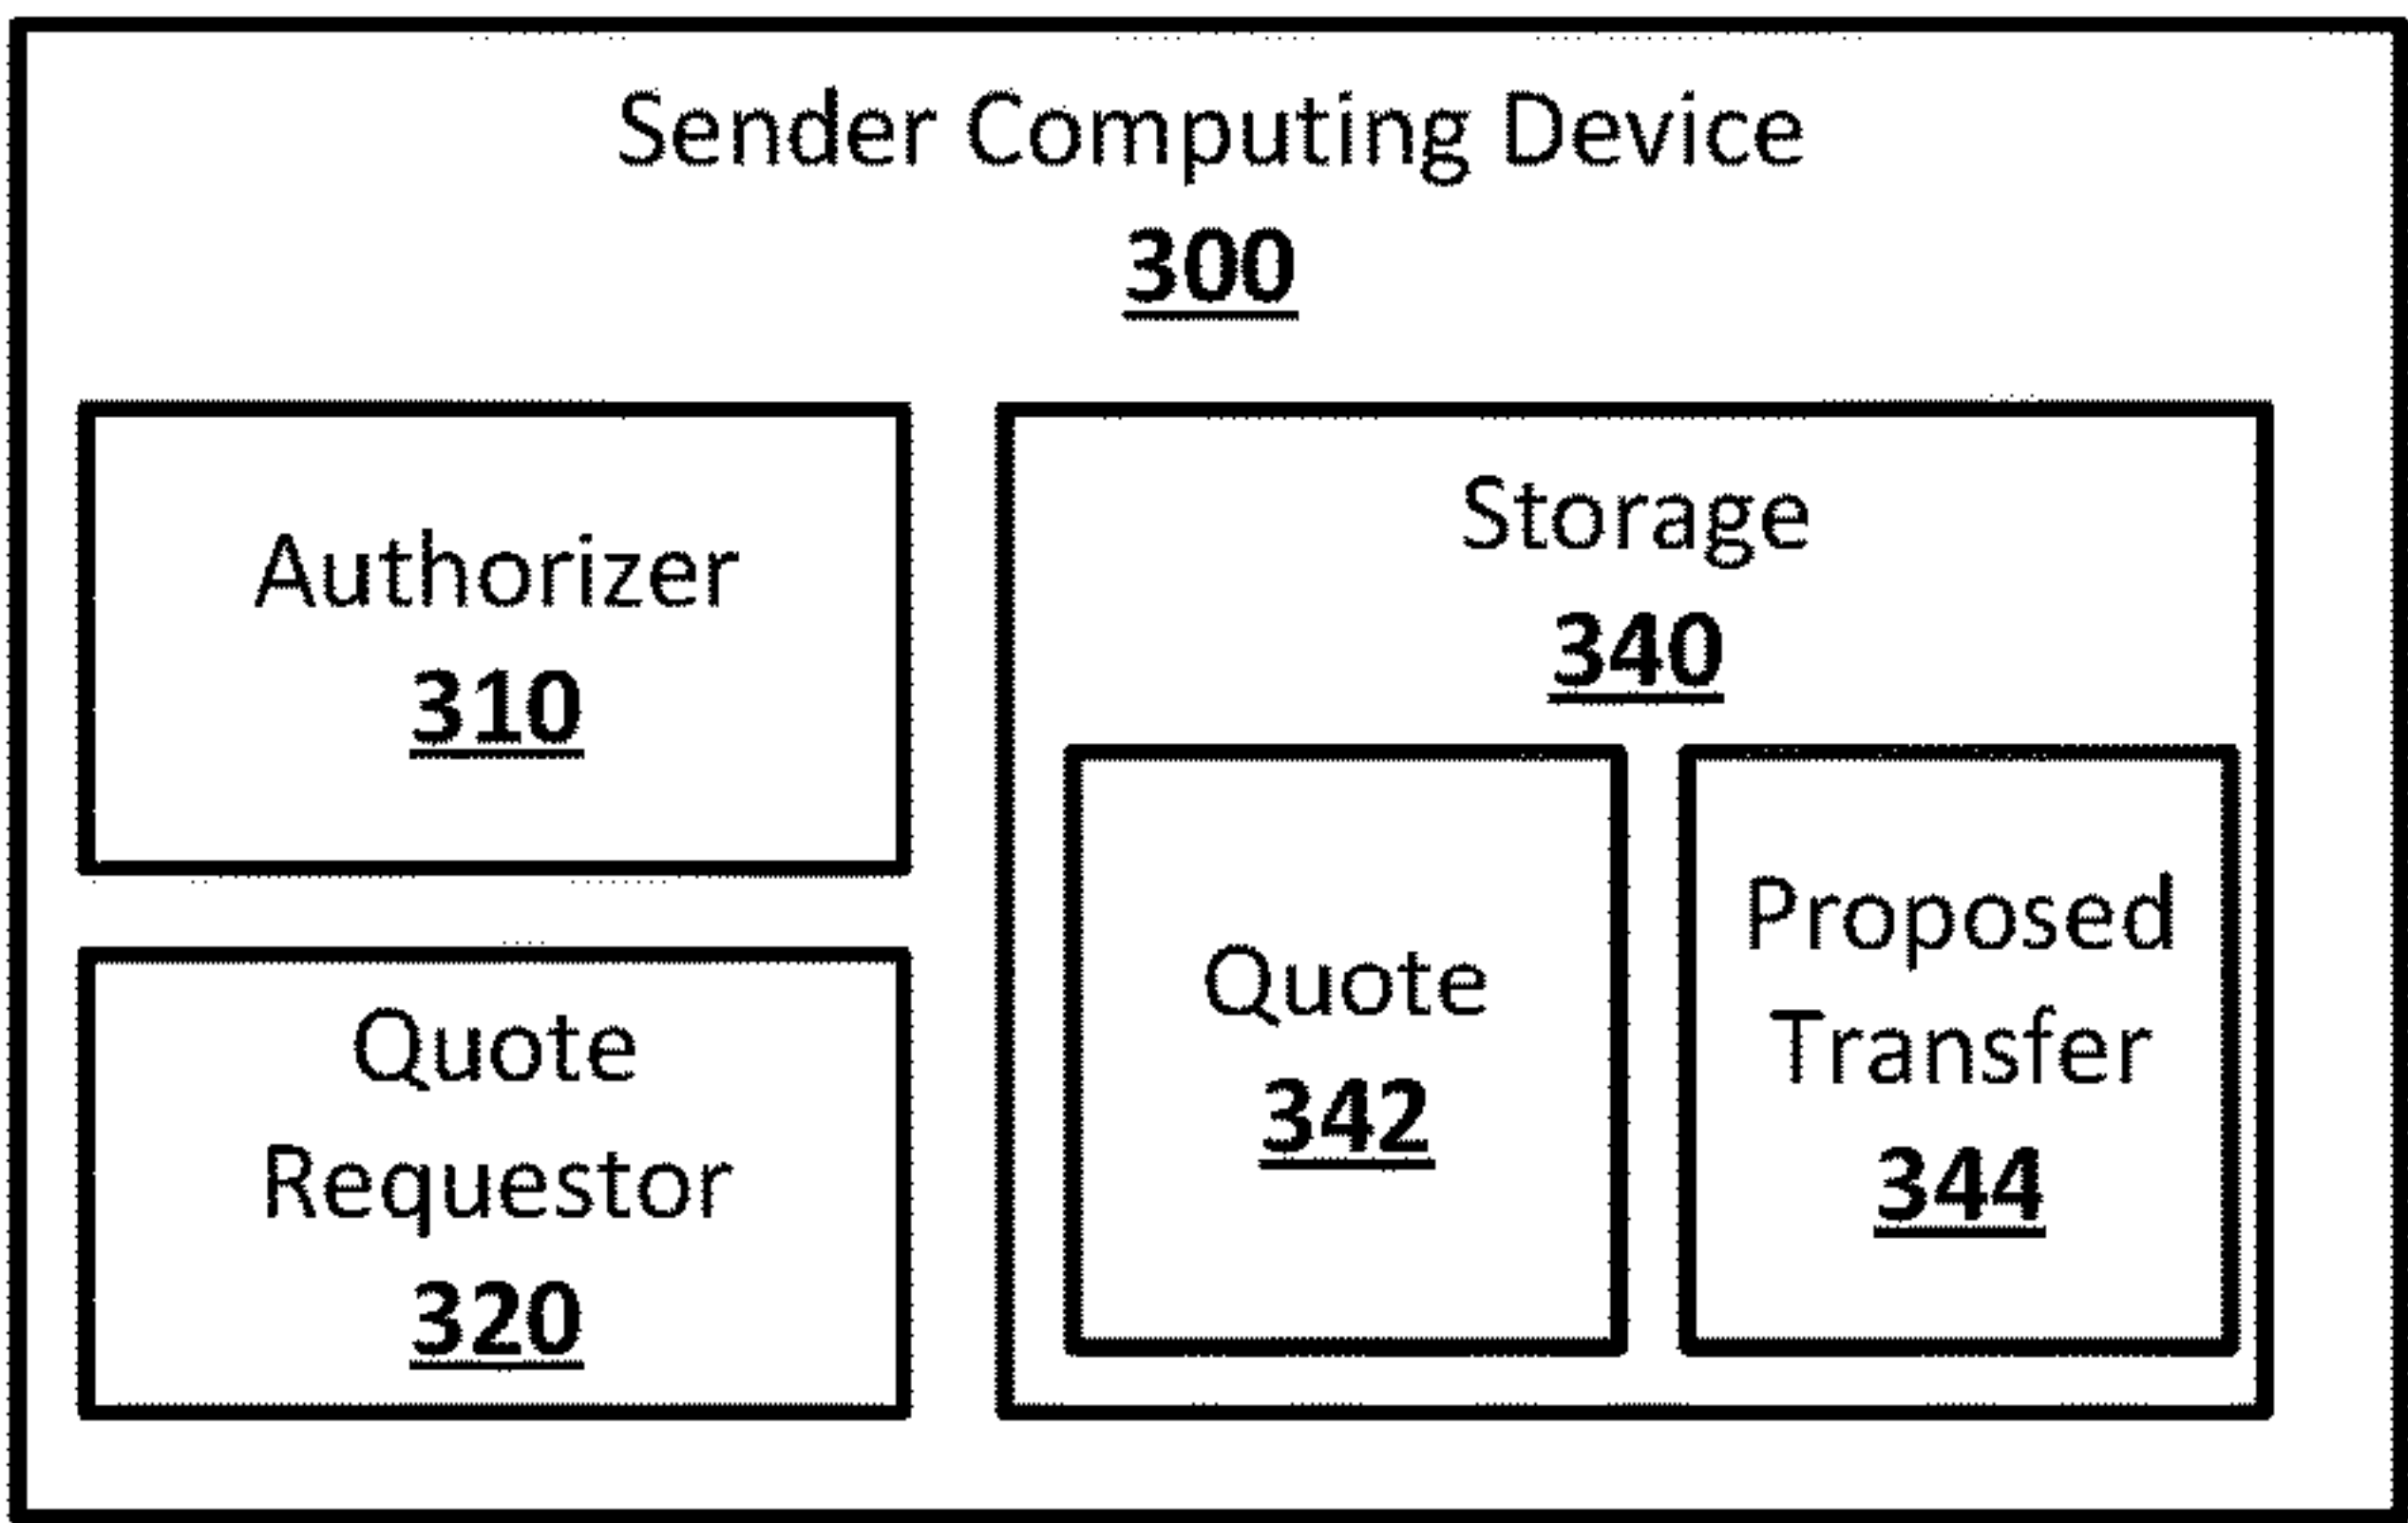 Sender Computing Device
300
Authorizer
310
Quote
Requestor
320
Storage
340
Quote
342
Proposed
Transfer
344